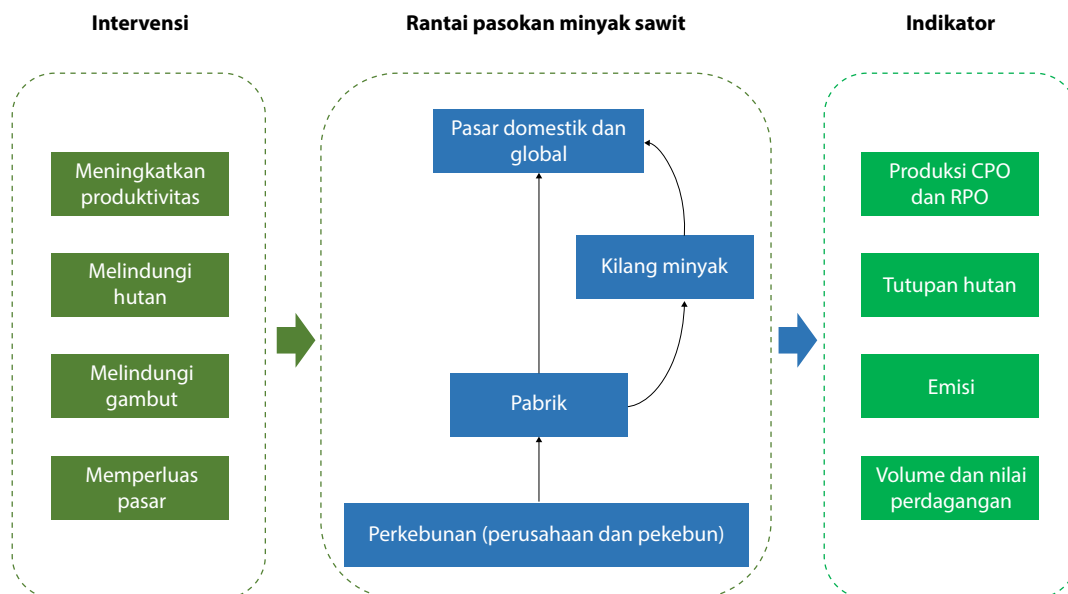 Intervensi
Meningkatkan
produktivitas
Melindungi
hutan
Melindungi
gambut
Memperluas
pasar
Rantai pasokan minyak sawit
Pasar domestik dan
global
Kilang minyak
Pabrik
Perkebunan (perusahaan dan pekebun)
Indikator
Produksi CPO
dan RPO
Tutupan hutan
Emisi
Volume dan nilai
perdagangan